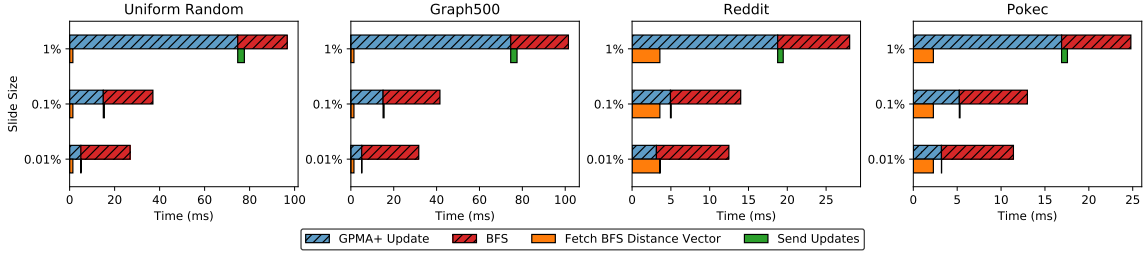 Uniform Random
Graph500
Reddit
Pokec
Slide Size
1%
0.1%
0.01%
0 20 40 60 80 100
Time (ms)
1%
0.1%
0.01%
0 20 40 60 80 100
Time (ms)
1%
0.1%
0.01%
0 5 10 15 20 25
Time (ms)
1%
0.1%
0.01%
0 5 10 15 20 25
Time (ms)
GPMA+ Update BFS Fetch BFS Distance Vector Send Updates